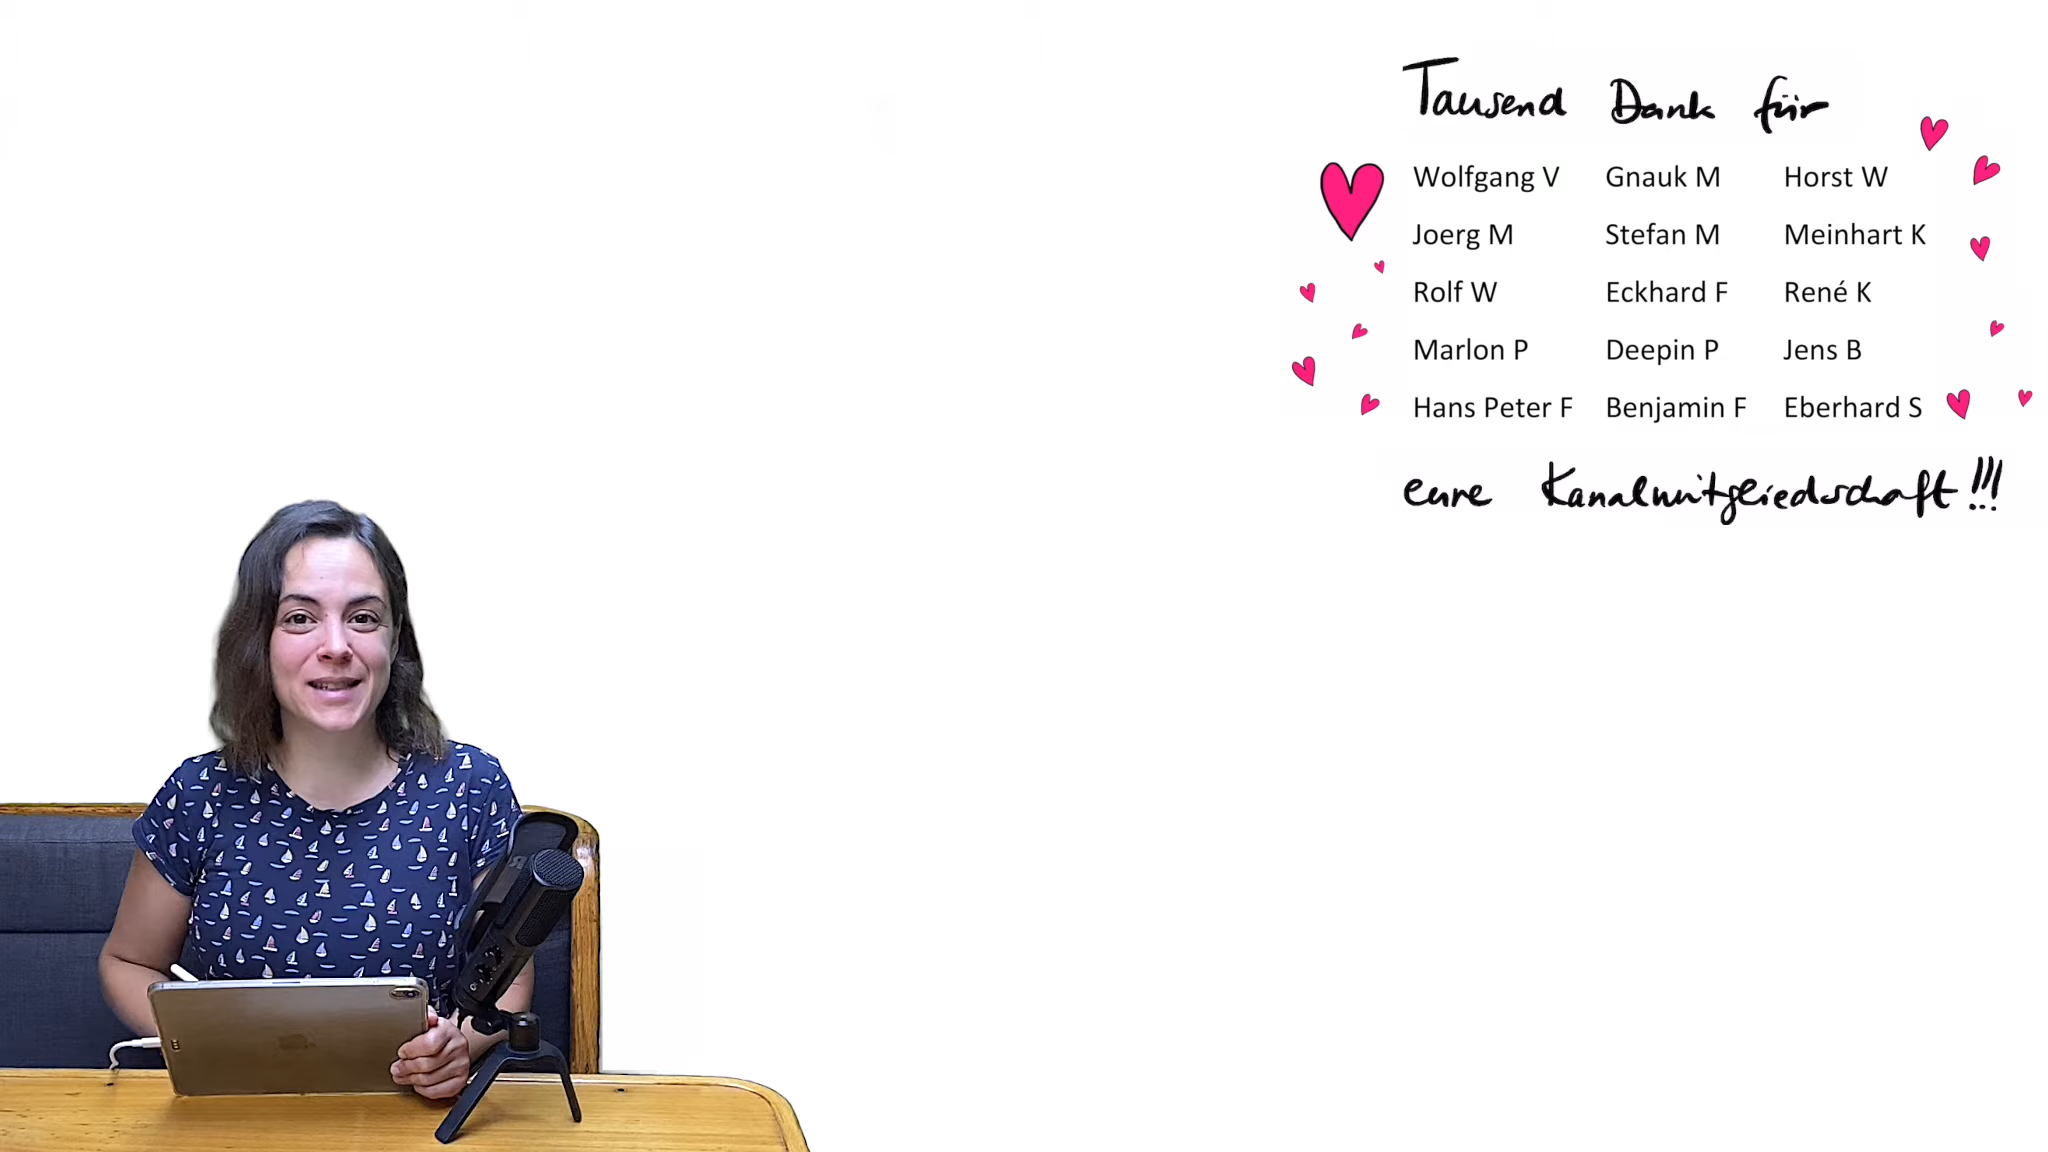 Tausend Dank für
Wolfgang V Gnauk M Horst W
Joerg M Stefan M Meinhart K
Rolf W Eckhard F René K
Marlon P Deepin P Jens B
Hans Peter F Benjamin F Eberhard S
eure Kanalmitgliedschaft!!!